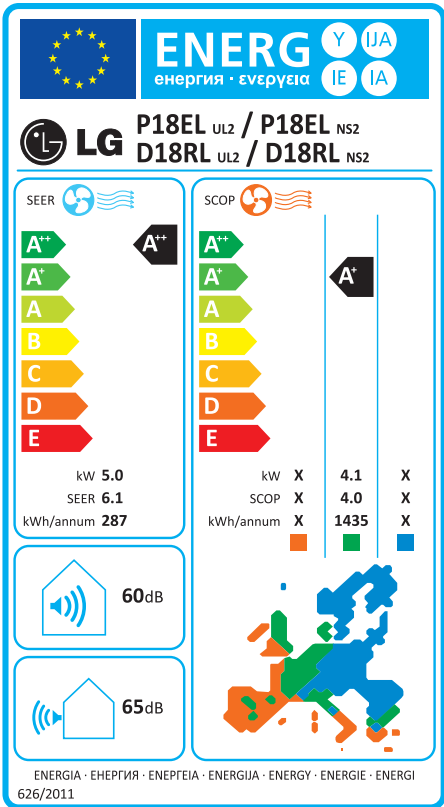 ENERG Y IJA
енергия · ενεργεια IE IA
LG P18EL UL2 / P18EL NS2
D18RL UL2 / D18RL NS2
SEER
A++ A++
A+
A
B
C
D
E
kW 5.0
SEER 6.1
kWh/annum 287
SCOP
A++
A+ A+
A
B
C
D
E
kW X 4.1 X
SCOP X 4.0 X
kWh/annum X 1435 X
60dB
65dB
ENERGIA · ЕНЕРГИЯ · ΕΝΕΡΓΕΙΑ · ENERGIJA · ENERGY · ENERGIE · ENERGI
626/2011